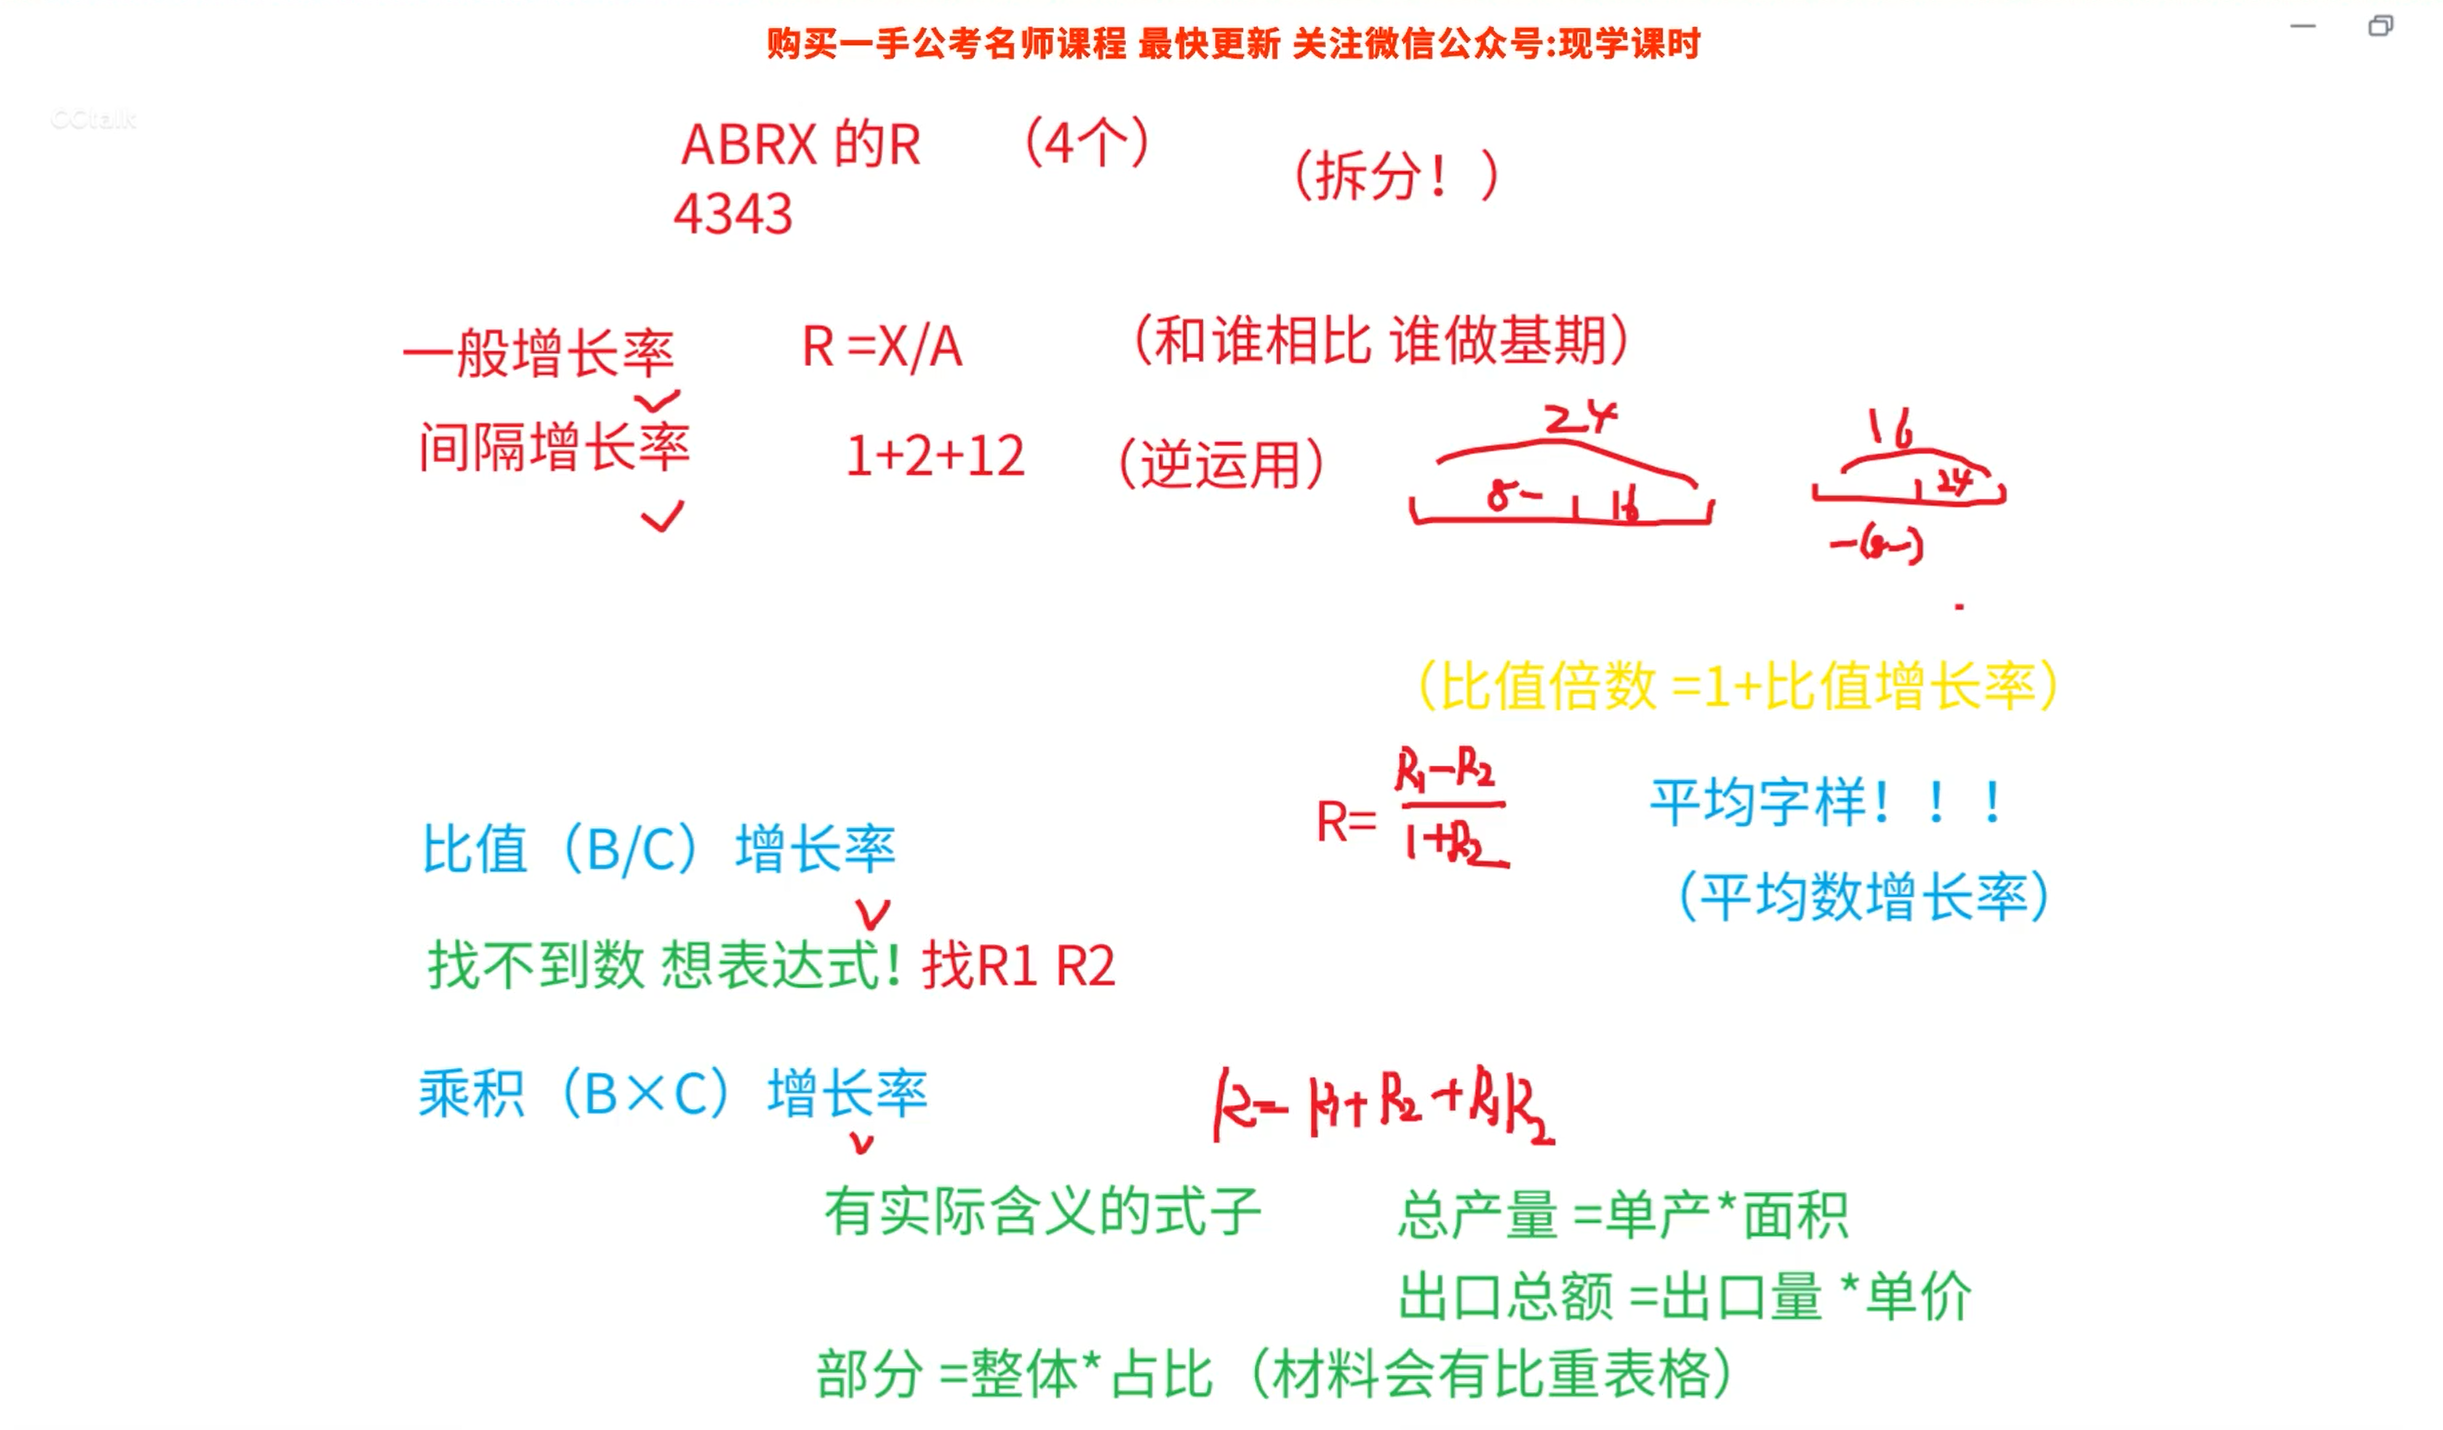 购买一手公考名师课程 最快更新 关注微信公众号:现学课时
CCtalk
ABRX 的R （4个） （拆分！）
4343
一般增长率 R =X/A （和谁相比 谁做基期）
间隔增长率 1+2+12 （逆运用）
24
8- 16
16
24
-(8-)
（比值倍数 =1+比值增长率）
比值（B/C）增长率 R= R1-R2 / 1+R2 平均字样！！！
（平均数增长率）
找不到数 想表达式！找R1 R2
乘积（B×C）增长率 R= R1+R2+R1R2
有实际含义的式子 总产量 =单产*面积
出口总额 =出口量 *单价
部分 =整体*占比（材料会有比重表格）